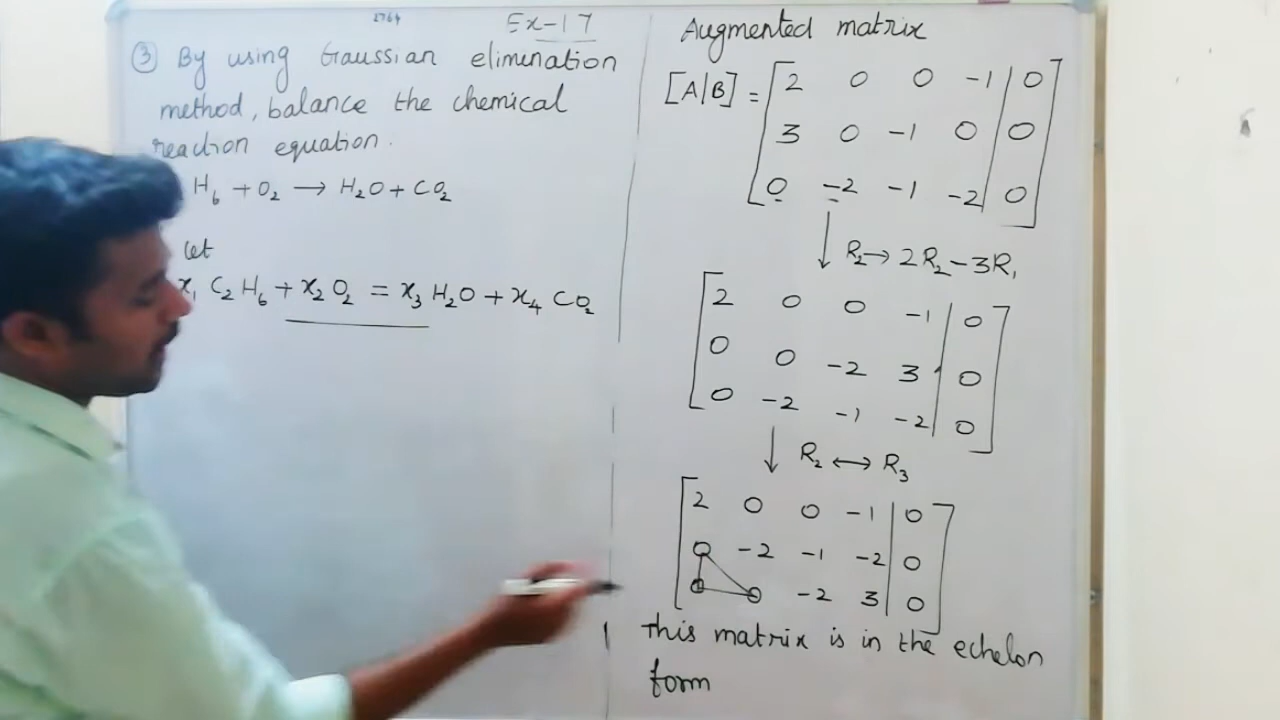 2764
Ex-17
③ By using Gaussian elimination
method, balance the chemical
reaction equation.
H₆ + O₂ → H₂O + CO₂
Let
x₁ C₂H₆ + x₂ O₂ = x₃ H₂O + x₄ CO₂
Augmented matrix
[A|B] = [2 0 0 -1 | 0
3 0 -1 0 | 0
0 -2 -1 -2 | 0]
↓ R₂ → 2R₂ - 3R₁
[2 0 0 -1 | 0
0 0 -2 3 | 0
0 -2 -1 -2 | 0]
↓ R₂ ↔ R₃
[2 0 0 -1 | 0
0 -2 -1 -2 | 0
0 0 -2 3 | 0]
This matrix is in the echelon
form